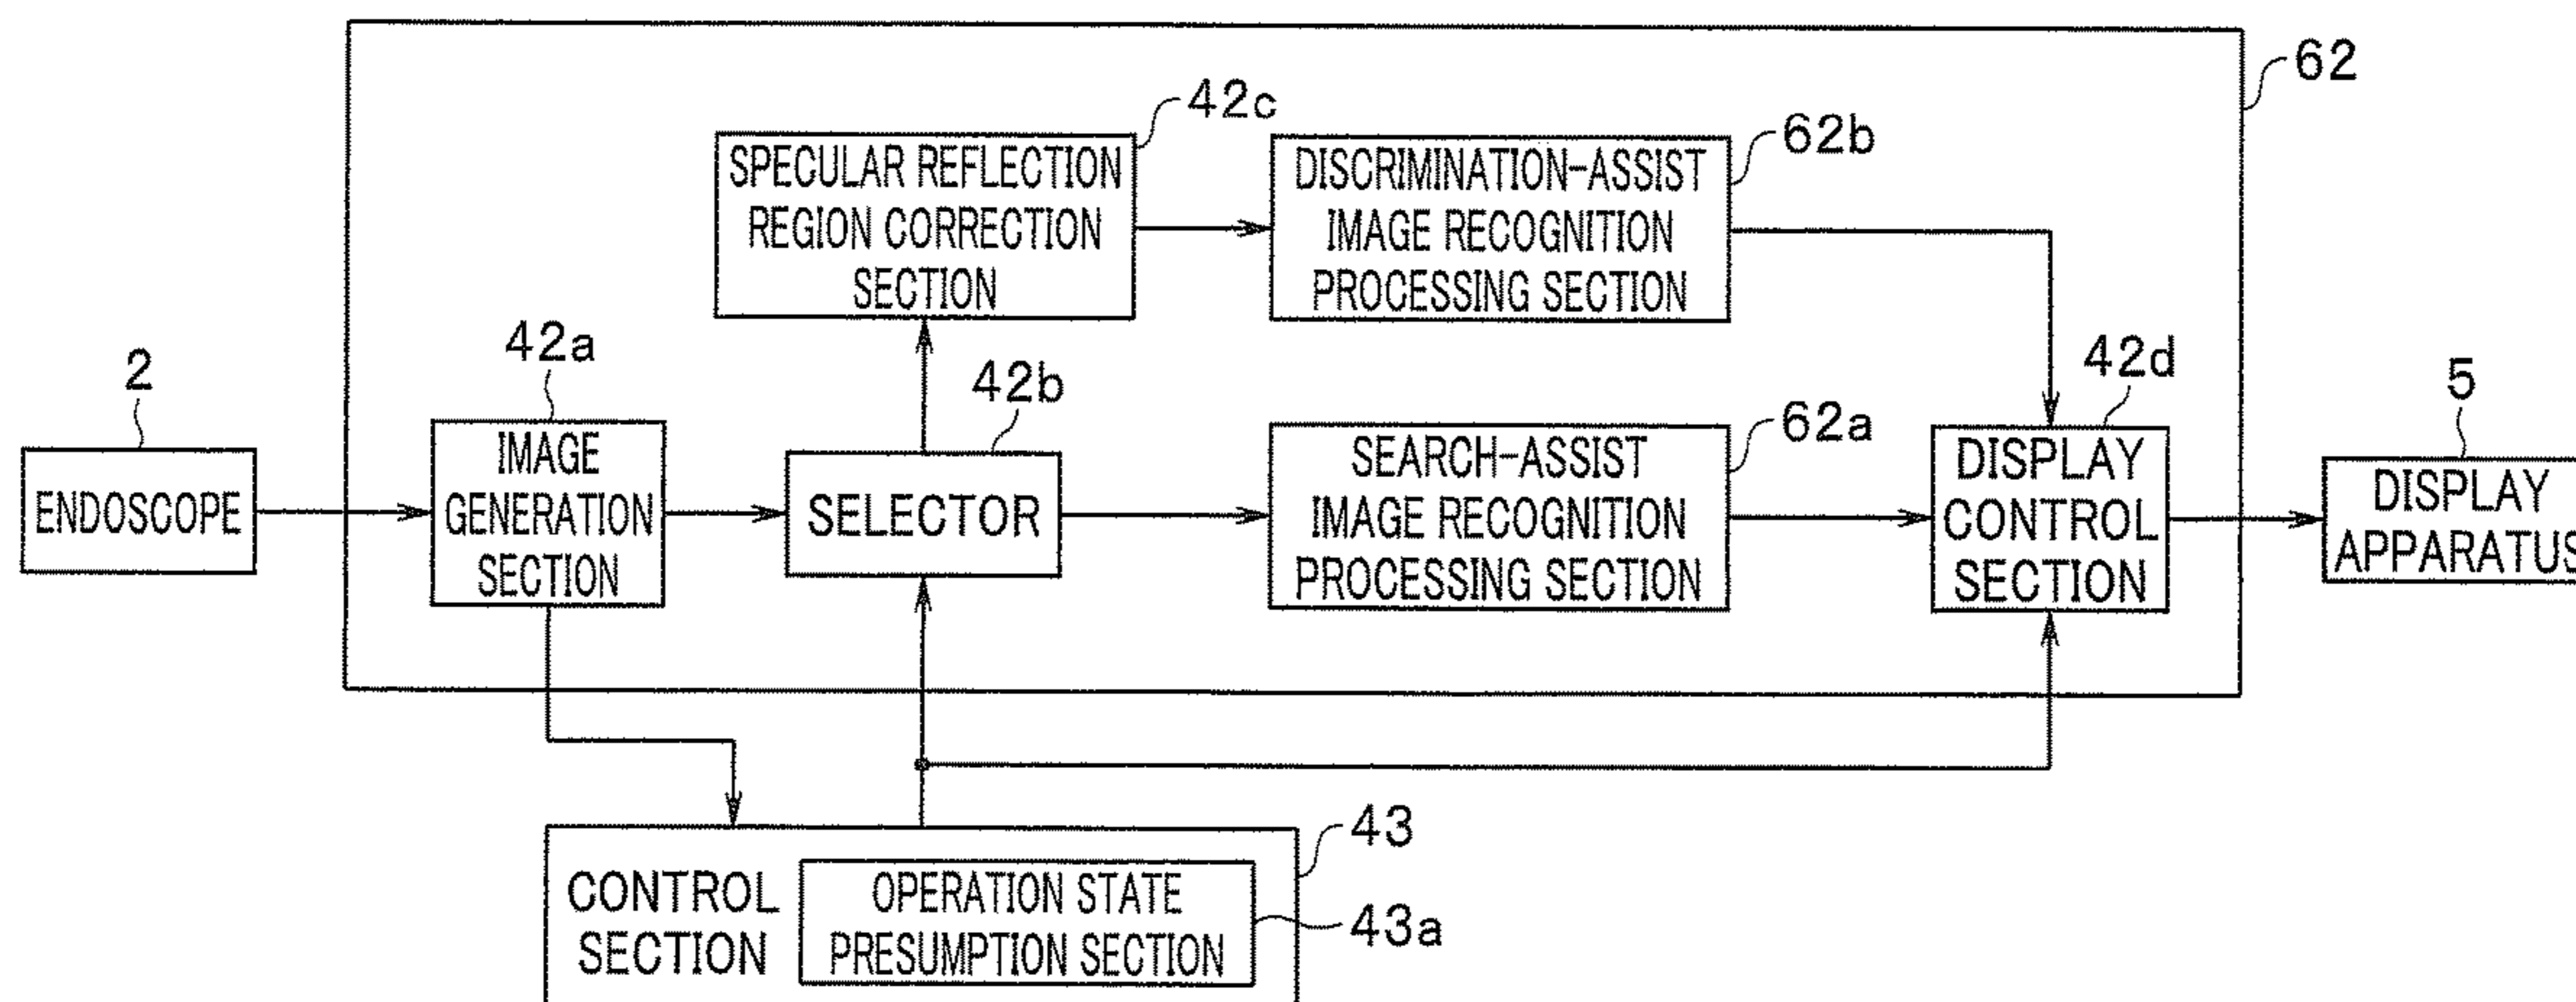 62
42c
SPECULAR REFLECTION
REGION CORRECTION
SECTION
62b
DISCRIMINATION-ASSIST
IMAGE RECOGNITION
PROCESSING SECTION
2
ENDOSCOPE
42a
IMAGE
GENERATION
SECTION
42b
SELECTOR
62a
SEARCH-ASSIST
IMAGE RECOGNITION
PROCESSING SECTION
42d
DISPLAY
CONTROL
SECTION
5
DISPLAY
APPARATUS
43
CONTROL
SECTION
OPERATION STATE
PRESUMPTION SECTION
43a